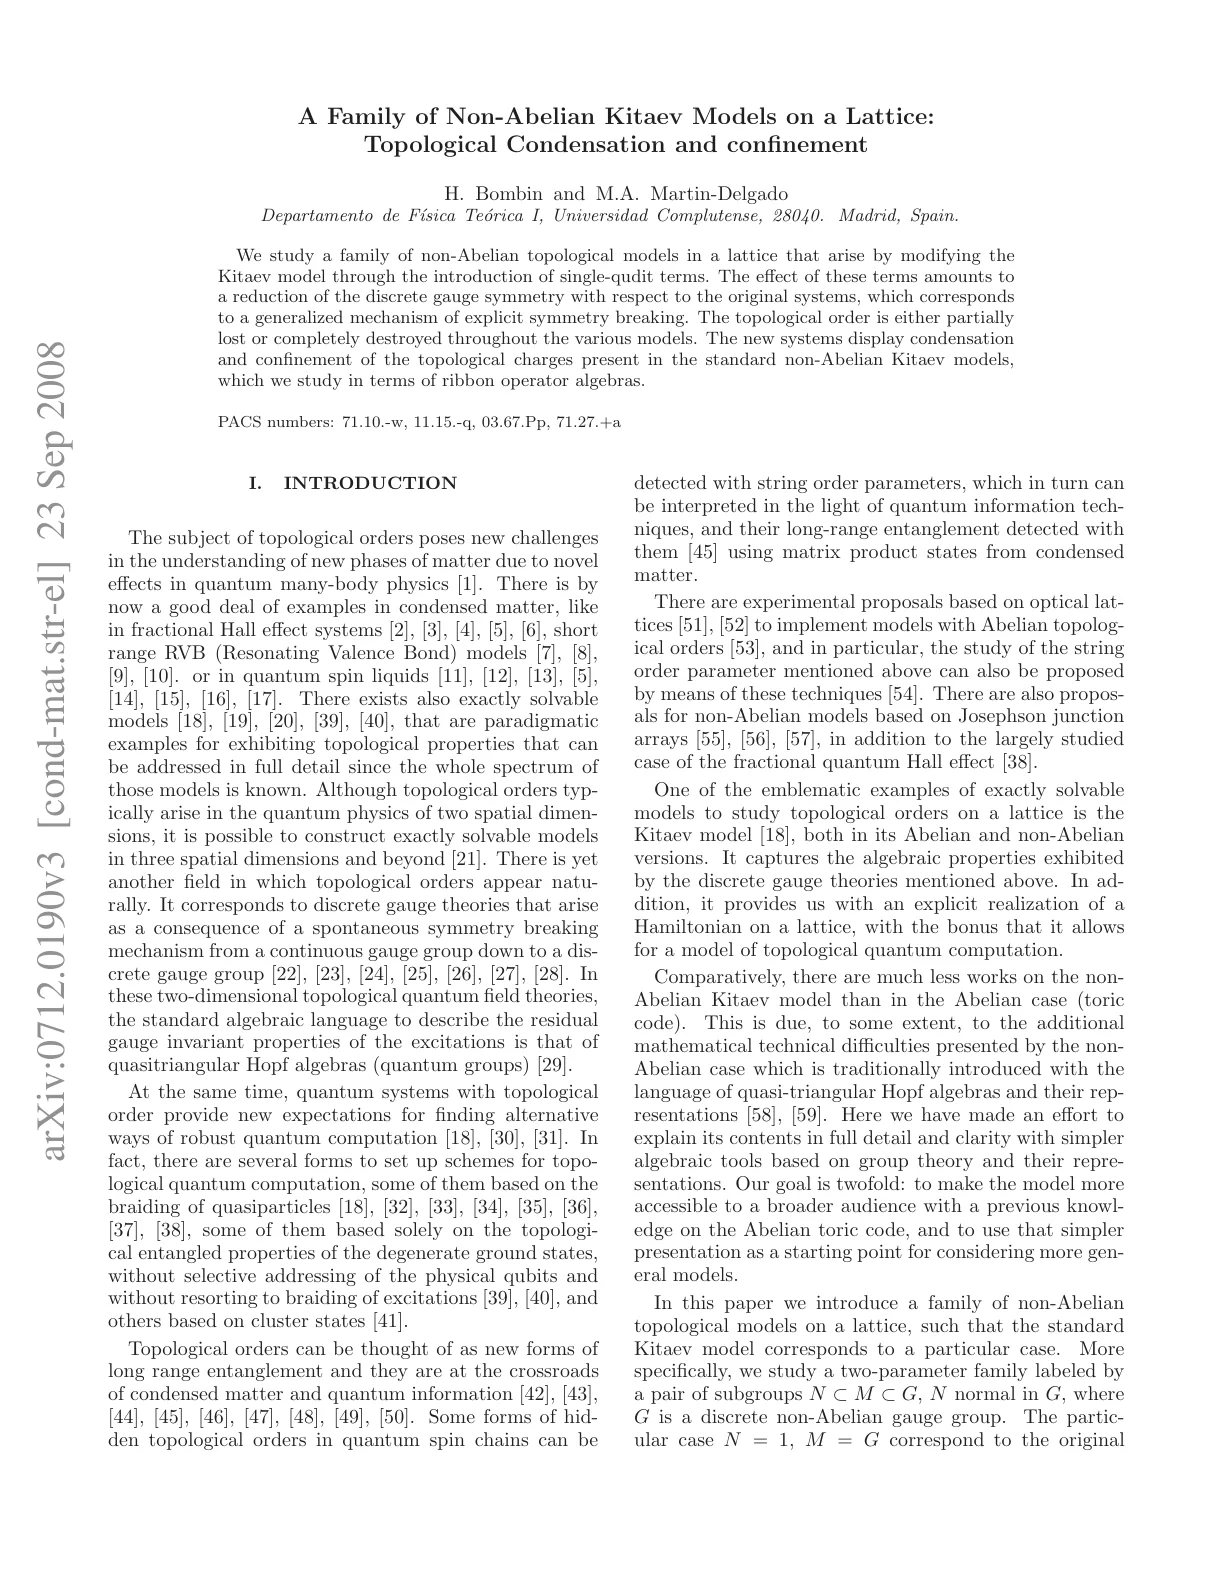 A Family of Non-Abelian Kitaev Models on a Lattice:
Topological Condensation and confinement
H. Bombin and M.A. Martin-Delgado
Departamento de Física Teórica I, Universidad Complutense, 28040. Madrid, Spain.
We study a family of non-Abelian topological models in a lattice that arise by modifying the
Kitaev model through the introduction of single-qudit terms. The effect of these terms amounts to
a reduction of the discrete gauge symmetry with respect to the original systems, which corresponds
to a generalized mechanism of explicit symmetry breaking. The topological order is either partially
lost or completely destroyed throughout the various models. The new systems display condensation
and confinement of the topological charges present in the standard non-Abelian Kitaev models,
which we study in terms of ribbon operator algebras.
PACS numbers: 71.10.-w, 11.15.-q, 03.67.Pp, 71.27.+a
arXiv:0712.0190v3 [cond-mat.str-el] 23 Sep 2008
I. INTRODUCTION
The subject of topological orders poses new challenges
in the understanding of new phases of matter due to novel
effects in quantum many-body physics [1]. There is by
now a good deal of examples in condensed matter, like
in fractional Hall effect systems [2], [3], [4], [5], [6], short
range RVB (Resonating Valence Bond) models [7], [8],
[9], [10]. or in quantum spin liquids [11], [12], [13], [5],
[14], [15], [16], [17]. There exists also exactly solvable
models [18], [19], [20], [39], [40], that are paradigmatic
examples for exhibiting topological properties that can
be addressed in full detail since the whole spectrum of
those models is known. Although topological orders typ-
ically arise in the quantum physics of two spatial dimen-
sions, it is possible to construct exactly solvable models
in three spatial dimensions and beyond [21]. There is yet
another field in which topological orders appear natu-
rally. It corresponds to discrete gauge theories that arise
as a consequence of a spontaneous symmetry breaking
mechanism from a continuous gauge group down to a dis-
crete gauge group [22], [23], [24], [25], [26], [27], [28]. In
these two-dimensional topological quantum field theories,
the standard algebraic language to describe the residual
gauge invariant properties of the excitations is that of
quasitriangular Hopf algebras (quantum groups) [29].
At the same time, quantum systems with topological
order provide new expectations for finding alternative
ways of robust quantum computation [18], [30], [31]. In
fact, there are several forms to set up schemes for topo-
logical quantum computation, some of them based on the
braiding of quasiparticles [18], [32], [33], [34], [35], [36],
[37], [38], some of them based solely on the topologi-
cal entangled properties of the degenerate ground states,
without selective addressing of the physical qubits and
without resorting to braiding of excitations [39], [40], and
others based on cluster states [41].
Topological orders can be thought of as new forms of
long range entanglement and they are at the crossroads
of condensed matter and quantum information [42], [43],
[44], [45], [46], [47], [48], [49], [50]. Some forms of hid-
den topological orders in quantum spin chains can be
detected with string order parameters, which in turn can
be interpreted in the light of quantum information tech-
niques, and their long-range entanglement detected with
them [45] using matrix product states from condensed
matter.
There are experimental proposals based on optical lat-
tices [51], [52] to implement models with Abelian topolog-
ical orders [53], and in particular, the study of the string
order parameter mentioned above can also be proposed
by means of these techniques [54]. There are also propos-
als for non-Abelian models based on Josephson junction
arrays [55], [56], [57], in addition to the largely studied
case of the fractional quantum Hall effect [38].
One of the emblematic examples of exactly solvable
models to study topological orders on a lattice is the
Kitaev model [18], both in its Abelian and non-Abelian
versions. It captures the algebraic properties exhibited
by the discrete gauge theories mentioned above. In ad-
dition, it provides us with an explicit realization of a
Hamiltonian on a lattice, with the bonus that it allows
for a model of topological quantum computation.
Comparatively, there are much less works on the non-
Abelian Kitaev model than in the Abelian case (toric
code). This is due, to some extent, to the additional
mathematical technical difficulties presented by the non-
Abelian case which is traditionally introduced with the
language of quasi-triangular Hopf algebras and their rep-
resentations [58], [59]. Here we have made an effort to
explain its contents in full detail and clarity with simpler
algebraic tools based on group theory and their repre-
sentations. Our goal is twofold: to make the model more
accessible to a broader audience with a previous knowl-
edge on the Abelian toric code, and to use that simpler
presentation as a starting point for considering more gen-
eral models.
In this paper we introduce a family of non-Abelian
topological models on a lattice, such that the standard
Kitaev model corresponds to a particular case. More
specifically, we study a two-parameter family labeled by
a pair of subgroups N ⊂ M ⊂ G, N normal in G, where
G is a discrete non-Abelian gauge group. The partic-
ular case N = 1, M = G correspond to the original